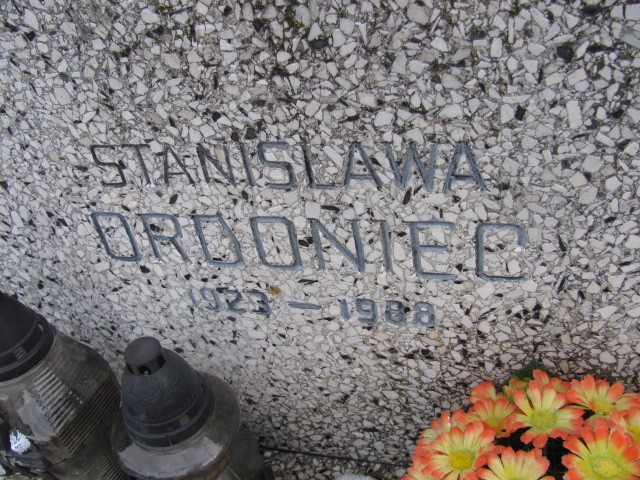 STANISŁAWA
ORDONIEC
1923 – 1988